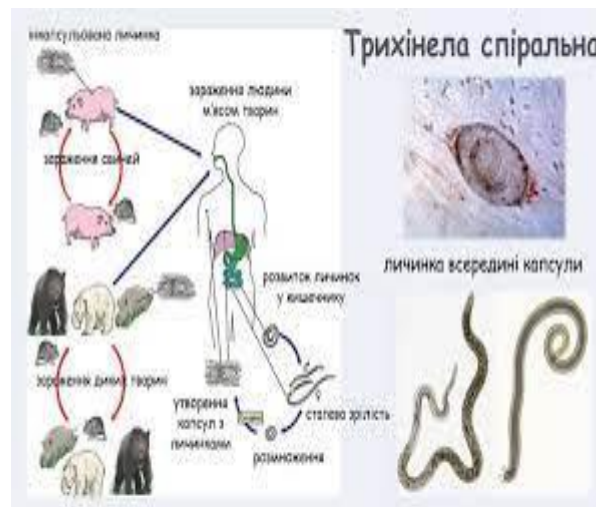 інкапсульована личинка
Трихінела спіральна
зараження людини
м'ясом тварин
зараження свиней
личинка всередині капсули
розвиток личинок
у кишечнику
зараження диких тварин
утворення
капсул з
личинками
статева зрілість
розмноження